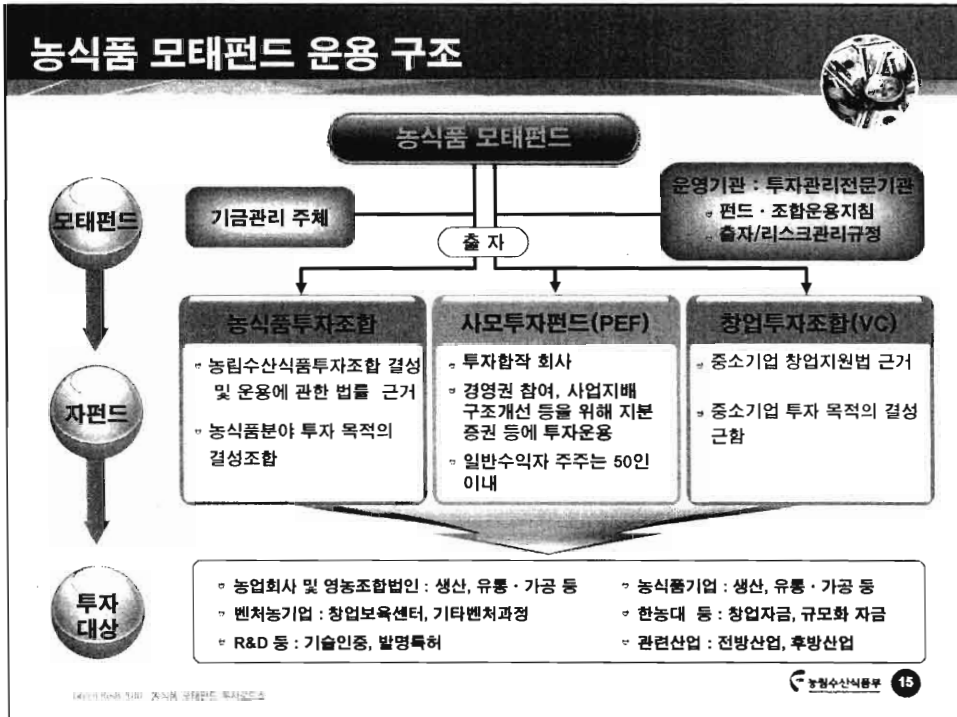 농식품 모태펀드 운용 구조
농식품 모태펀드
모태펀드
기금관리 주체
운영기관 : 투자관리전문기관
펀드 · 조합운용지침
출자/리스크관리규정
출 자
자펀드
농식품투자조합
농림수산식품투자조합 결성
및 운용에 관한 법률 근거
농식품분야 투자 목적의
결성조합
사모투자펀드(PEF)
투자합작 회사
경영권 참여, 사업지배
구조개선 등을 위해 지분
증권 등에 투자운용
일반수익자 주주는 50인
이내
창업투자조합(VC)
중소기업 창업지원법 근거
중소기업 투자 목적의 결성
근함
투자
대상
농업회사 및 영농조합법인 : 생산, 유통 · 가공 등
벤처농기업 : 창업보육센터, 기타벤처과정
R&D 등 : 기술인증, 발명특허
농식품기업 : 생산, 유통 · 가공 등
한농대 등 : 창업자금, 규모화 자금
관련산업 : 전방산업, 후방산업
농식품 모태펀드 투자로드쇼
농림수산식품부 15